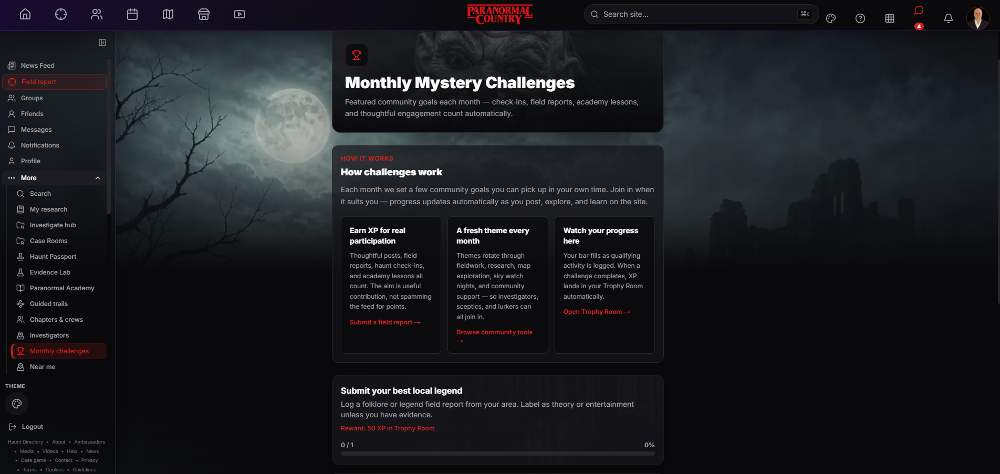 PARANORMAL
COUNTRY
Search site...
⌘K
4
News Feed
Field report
Groups
Friends
Messages
Notifications
Profile
More
Search
My research
Investigate hub
Case Rooms
Haunt Passport
Evidence Lab
Paranormal Academy
Guided trails
Chapters & crews
Investigators
Monthly challenges
Near me
THEME
Logout
Haunt Directory • About • Ambassadors
• Media • Videos • Help • News
• Case game • Contact • Privacy
• Terms • Cookies • Guidelines
Monthly Mystery Challenges
Featured community goals each month — check-ins, field reports, academy lessons,
and thoughtful engagement count automatically.
HOW IT WORKS
How challenges work
Each month we set a few community goals you can pick up in your own time. Join in when
it suits you — progress updates automatically as you post, explore, and learn on the site.
Earn XP for real
participation
Thoughtful posts, field
reports, haunt check-ins,
and academy lessons all
count. The aim is useful
contribution, not spamming
the feed for points.
Submit a field report →
A fresh theme every
month
Themes rotate through
fieldwork, research, map
exploration, sky watch
nights, and community
support — so investigators,
sceptics, and lurkers can
all join in.
Browse community tools
→
Watch your progress
here
Your bar fills as qualifying
activity is logged. When a
challenge completes, XP
lands in your Trophy Room
automatically.
Open Trophy Room →
Submit your best local legend
Log a folklore or legend field report from your area. Label as theory or entertainment
unless you have evidence.
Reward: 50 XP in Trophy Room
0 / 1
0%